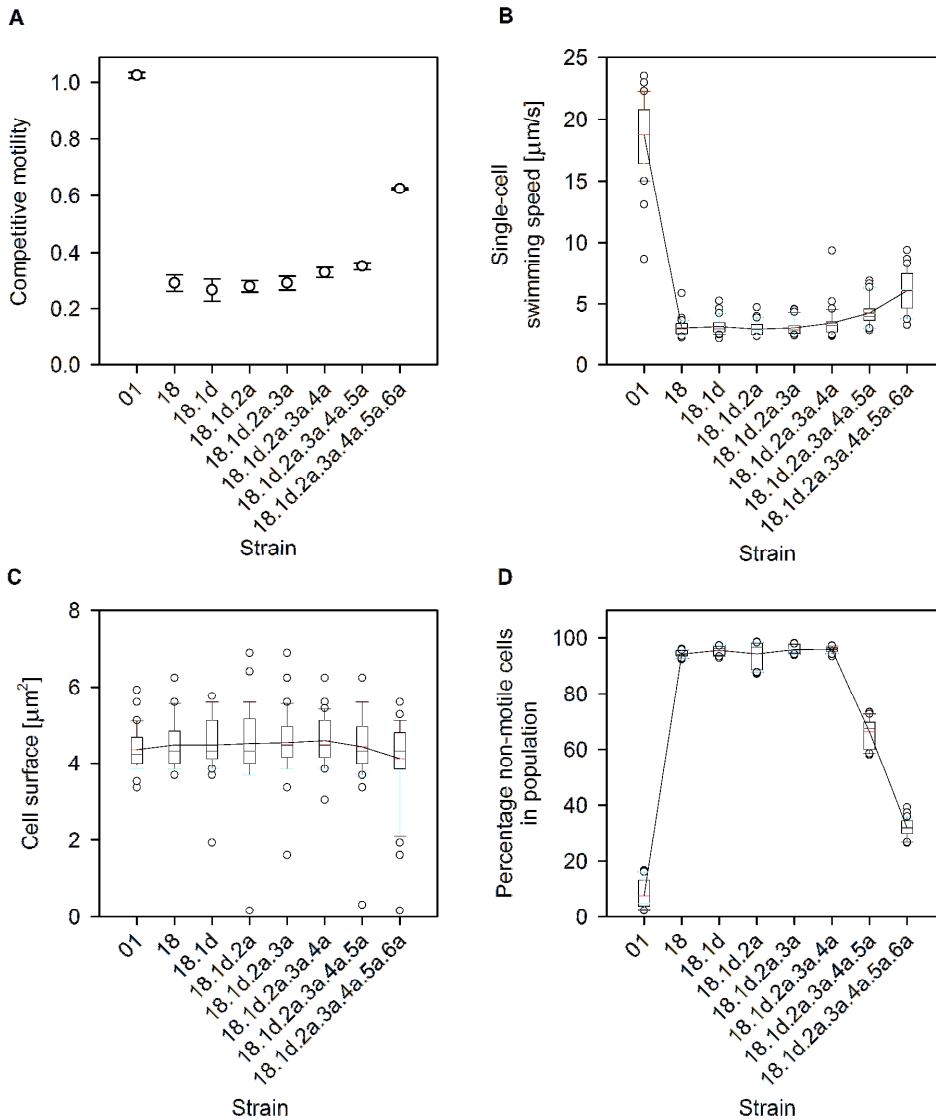 A
Competitive motility
1.0
0.8
0.6
0.4
0.2
0.0
01
18
18.1d
18.1d.2a
18.1d.2a.3a
18.1d.2a.3a.4a
18.1d.2a.3a.4a.5a
18.1d.2a.3a.4a.5a.6a
Strain
B
Single-cell
swimming speed [μm/s]
25
20
15
10
5
0
01
18
18.1d
18.1d.2a
18.1d.2a.3a
18.1d.2a.3a.4a
18.1d.2a.3a.4a.5a
18.1d.2a.3a.4a.5a.6a
Strain
C
Cell surface [μm²]
8
6
4
2
0
01
18
18.1d
18.1d.2a
18.1d.2a.3a
18.1d.2a.3a.4a
18.1d.2a.3a.4a.5a
18.1d.2a.3a.4a.5a.6a
Strain
D
Percentage non-motile cells
in population
100
80
60
40
20
0
01
18
18.1d
18.1d.2a
18.1d.2a.3a
18.1d.2a.3a.4a
18.1d.2a.3a.4a.5a
18.1d.2a.3a.4a.5a.6a
Strain